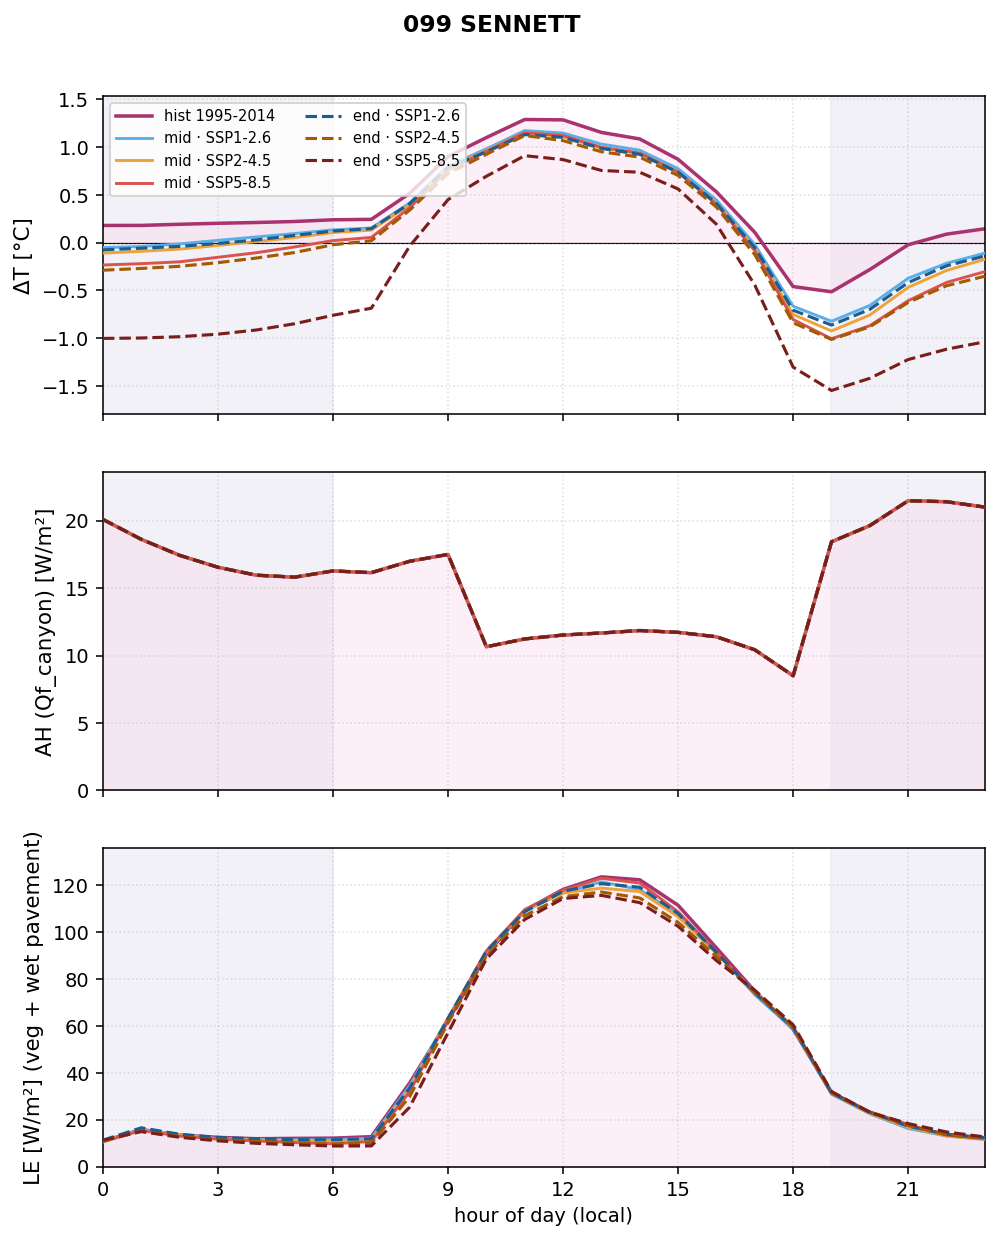 099 SENNETT
ΔT [°C]
1.5
1.0
0.5
0.0
−0.5
−1.0
−1.5
hist 1995-2014
mid · SSP1-2.6
mid · SSP2-4.5
mid · SSP5-8.5
end · SSP1-2.6
end · SSP2-4.5
end · SSP5-8.5
AH (Qf_canyon) [W/m²]
20
15
10
5
0
LE [W/m²] (veg + wet pavement)
120
100
80
60
40
20
0
0 3 6 9 12 15 18 21
hour of day (local)